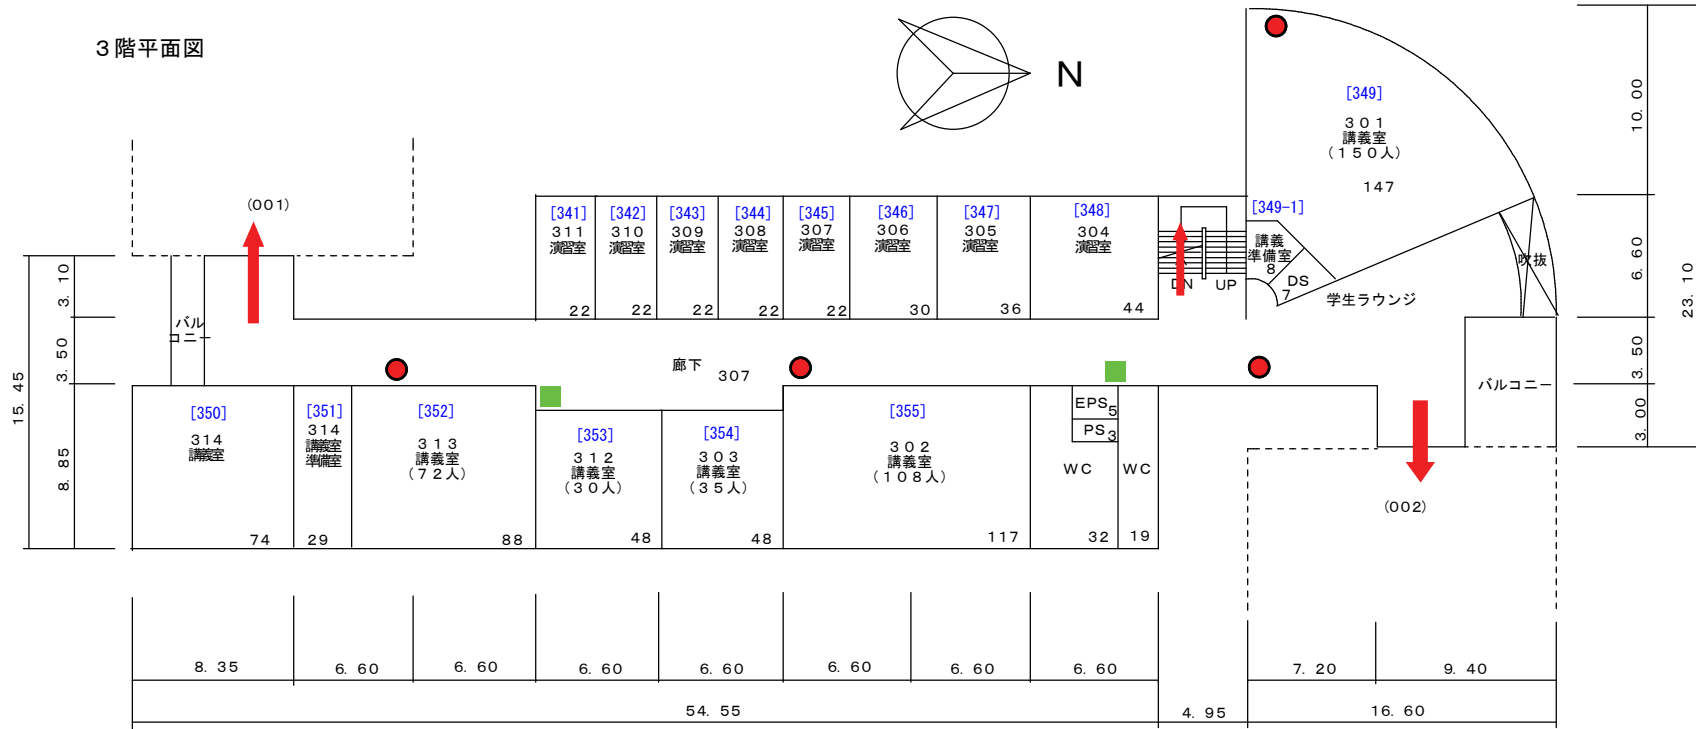 ３階平面図
N
[349]
３０１
講義室
（１５０人）
147
[349-1]
講義
準備室
8
DS
7
学生ラウンジ
吹抜
10. 00
6. 60
23. 10
3. 50
3. 00
(001)
[341]
３１１
演習室
22
[342]
３１０
演習室
22
[343]
３０９
演習室
22
[344]
３０８
演習室
22
[345]
３０７
演習室
22
[346]
３０６
演習室
30
[347]
３０５
演習室
36
[348]
３０４
演習室
44
DN
UP
3. 10
3. 50
15. 45
8. 85
バル
コニー
廊下
307
バルコニー
[350]
３１４
講義室
74
[351]
３１４
講義室
準備室
29
[352]
３１３
講義室
（７２人）
88
[353]
３１２
講義室
（３０人）
48
[354]
３０３
講義室
（３５人）
48
[355]
３０２
講義室
（１０８人）
117
EPS
5
PS
3
WC
32
WC
19
(002)
8. 35
6. 60
6. 60
6. 60
6. 60
6. 60
6. 60
6. 60
7. 20
9. 40
54. 55
4. 95
16. 60